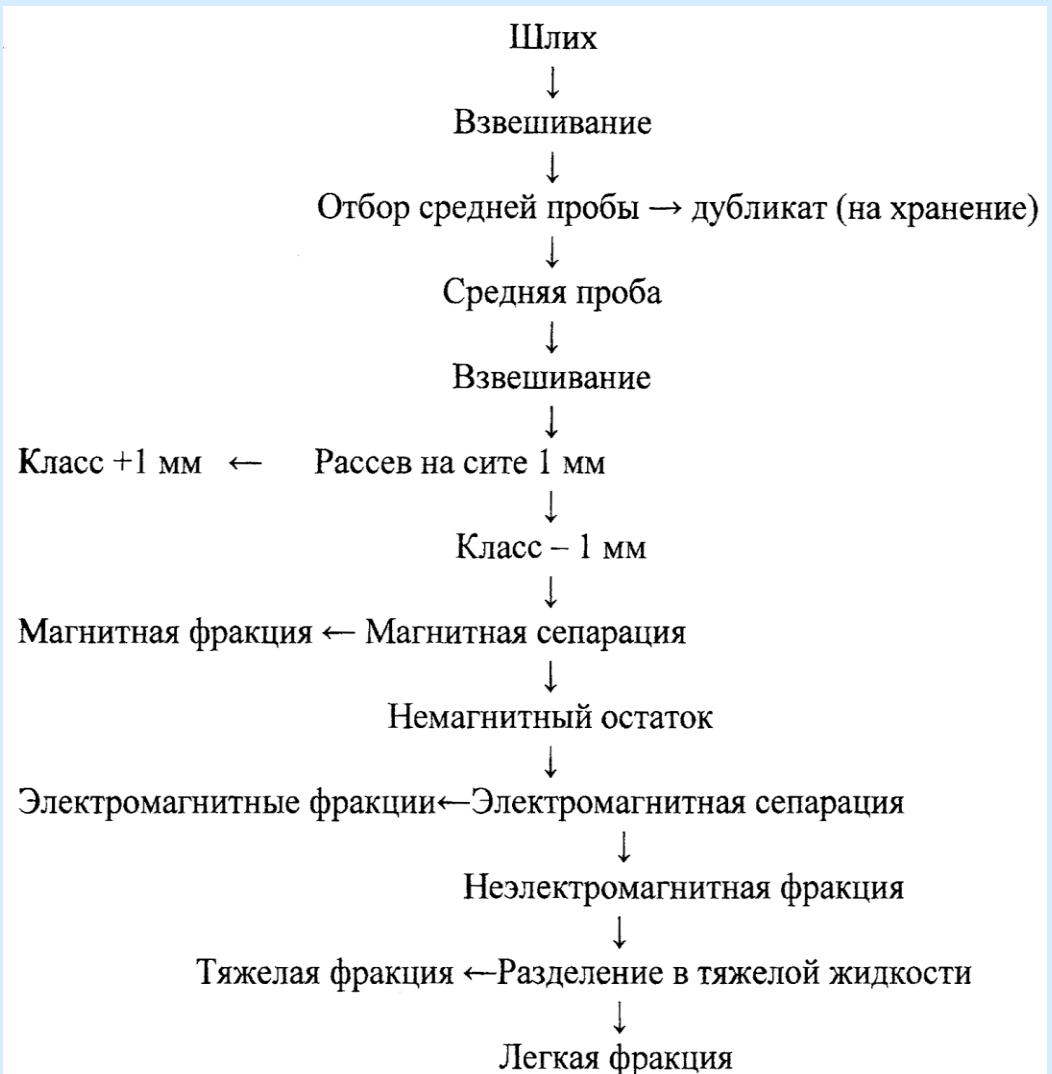 Шлих
↓
Взвешивание
↓
Отбор средней пробы → дубликат (на хранение)
↓
Средняя проба
↓
Взвешивание
↓
Класс +1 мм ← Рассев на сите 1 мм
↓
Класс – 1 мм
↓
Магнитная фракция ← Магнитная сепарация
↓
Немагнитный остаток
↓
Электромагнитные фракции←Электромагнитная сепарация
↓
Неэлектромагнитная фракция
↓
Тяжелая фракция ←Разделение в тяжелой жидкости
↓
Легкая фракция